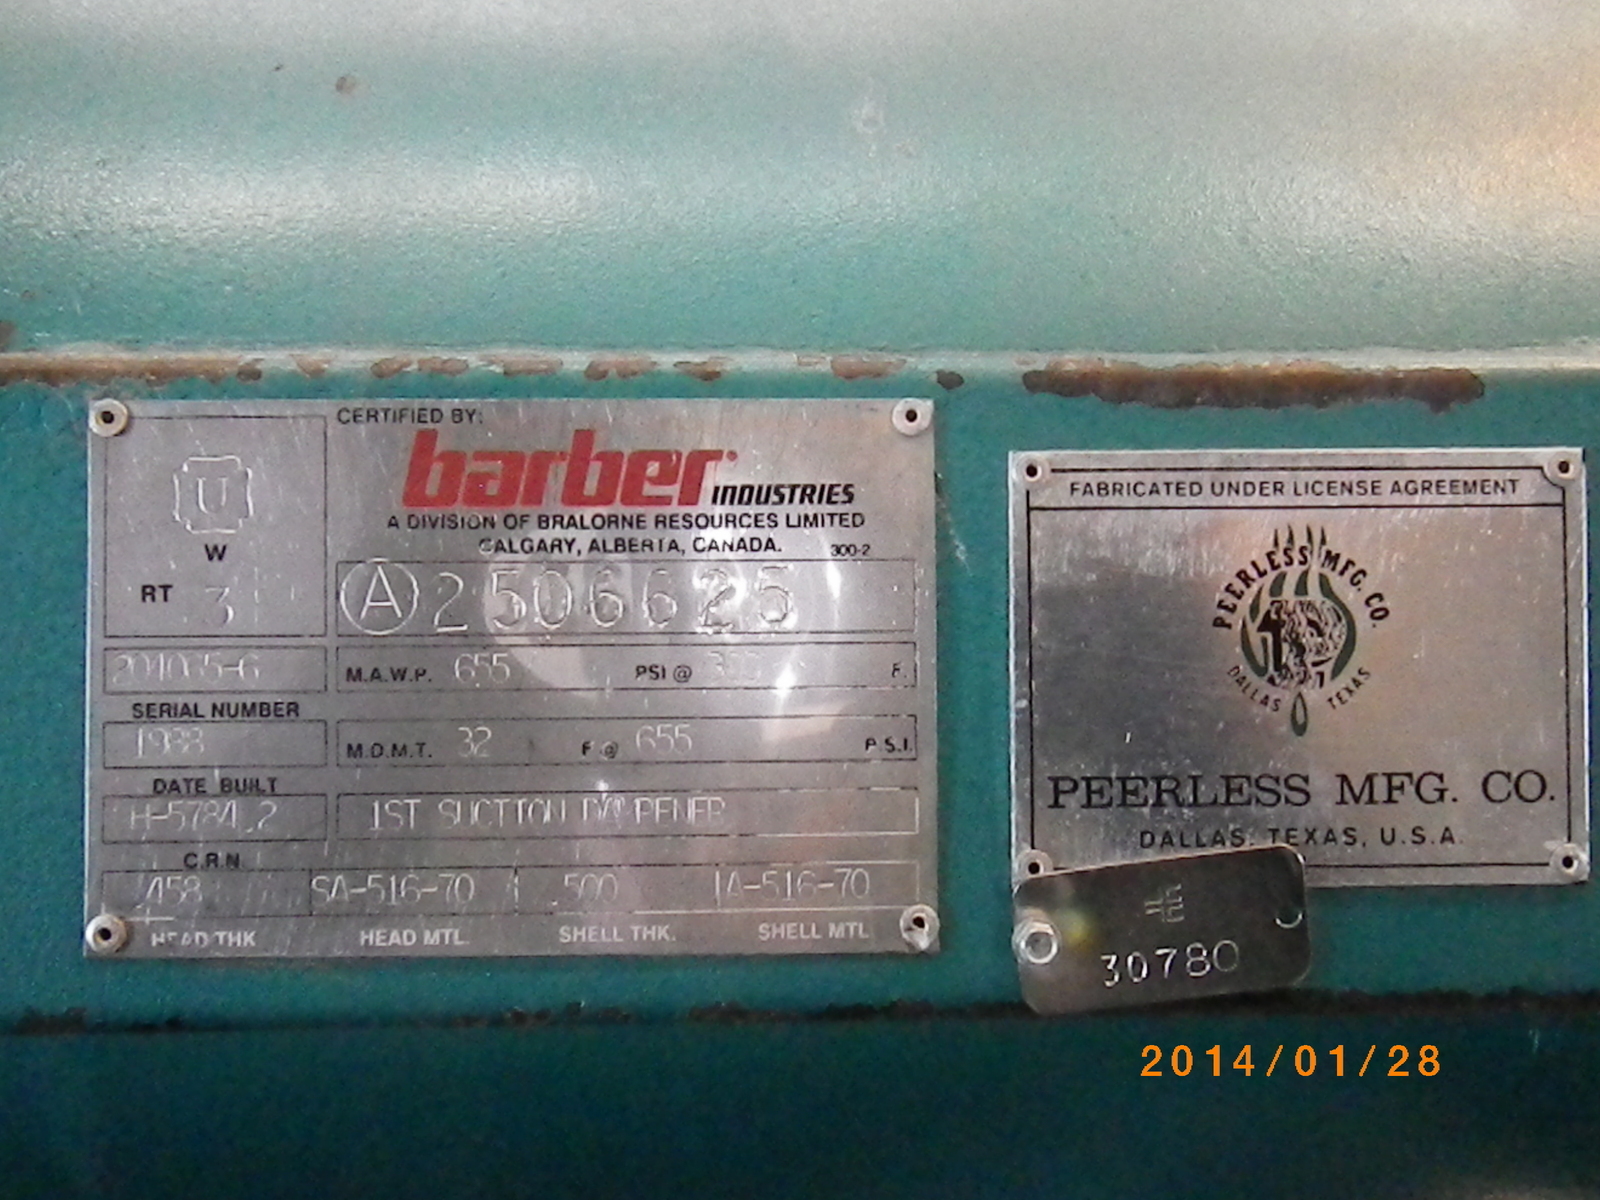 CERTIFIED BY:
barber INDUSTRIES
A DIVISION OF BRALORNE RESOURCES LIMITED
CALGARY, ALBERTA, CANADA. 300-2
U
W
RT 3
A 2506625
M.A.W.P. 655 PSI @ F.
SERIAL NUMBER
1988
M.D.M.T. 32 F @ 655 P.S.I.
DATE BUILT
H-5784.2
1ST SUCTION DAMPENER
C.R.N.
.458 SA-516-70 .500
HEAD THK HEAD MTL SHELL THK. SHELL MTL
FABRICATED UNDER LICENSE AGREEMENT
PEERLESS MFG. CO.
DALLAS TEXAS
PEERLESS MFG. CO.
DALLAS, TEXAS, U.S.A.
30780
2014/01/28